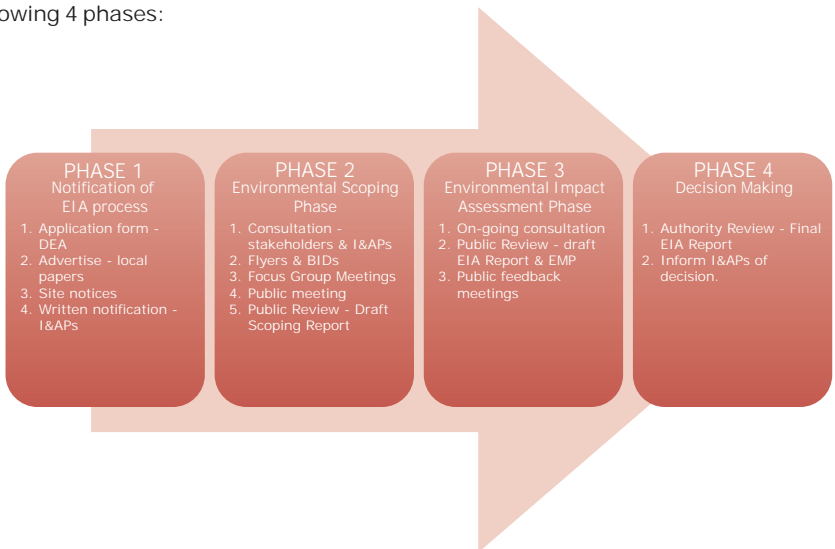 owing 4 phases:
PHASE 1
Notification of
EIA process
1. Application form -
DEA
2. Advertise - local
papers
3. Site notices
4. Written notification -
I&APs
PHASE 2
Environmental Scoping
Phase
1. Consultation -
stakeholders & I&APs
2. Flyers & BIDs
3. Focus Group Meetings
4. Public meeting
5. Public Review - Draft
Scoping Report
PHASE 3
Environmental Impact
Assessment Phase
1. On-going consultation
2. Public Review - draft
EIA Report & EMP
3. Public feedback
meetings
PHASE 4
Decision Making
1. Authority Review - Final
EIA Report
2. Inform I&APs of
decision.